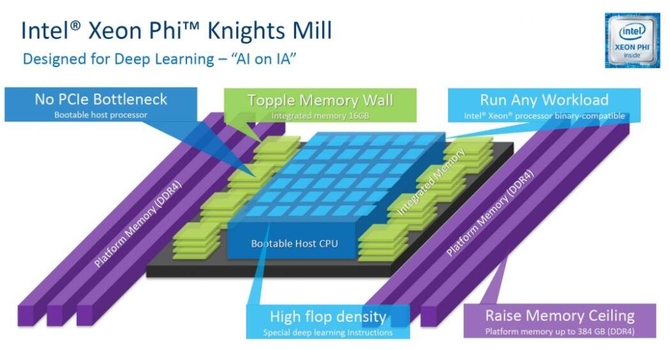 Intel® Xeon Phi™ Knights Mill
Designed for Deep Learning – “AI on IA”
intel
XEON PHI
inside
No PCIe Bottleneck
Bootable host processor
Topple Memory Wall
Integrated memory 16GB
Run Any Workload
Intel® Xeon® processor binary-compatible
Platform Memory (DDR4)
Integrated Memory
Platform Memory (DDR4)
Bootable Host CPU
High flop density
Special deep learning Instructions
Raise Memory Ceiling
Platform memory up to 384 GB (DDR4)